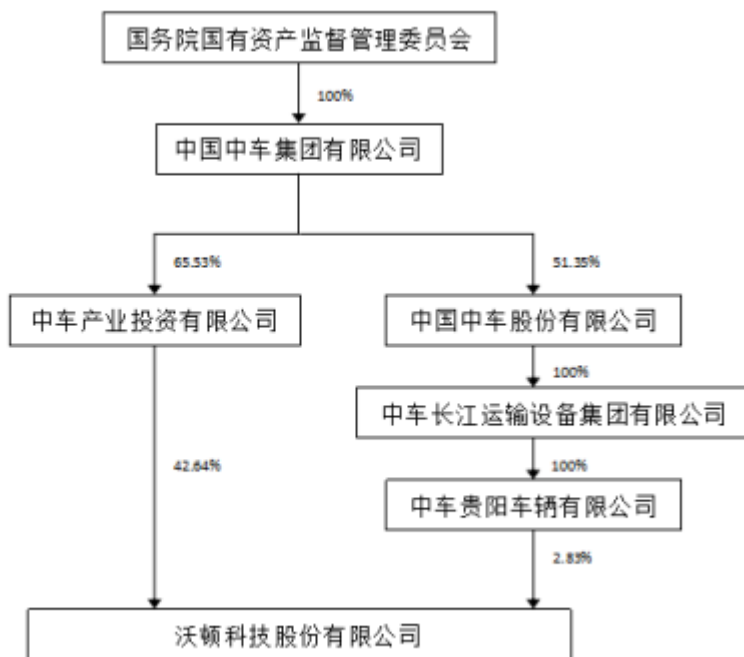 国务院国有资产监督管理委员会
100%
中国中车集团有限公司
65.53%
51.35%
中车产业投资有限公司
中国中车股份有限公司
100%
中车长江运输设备集团有限公司
42.64%
100%
中车贵阳车辆有限公司
2.83%
沃顿科技股份有限公司